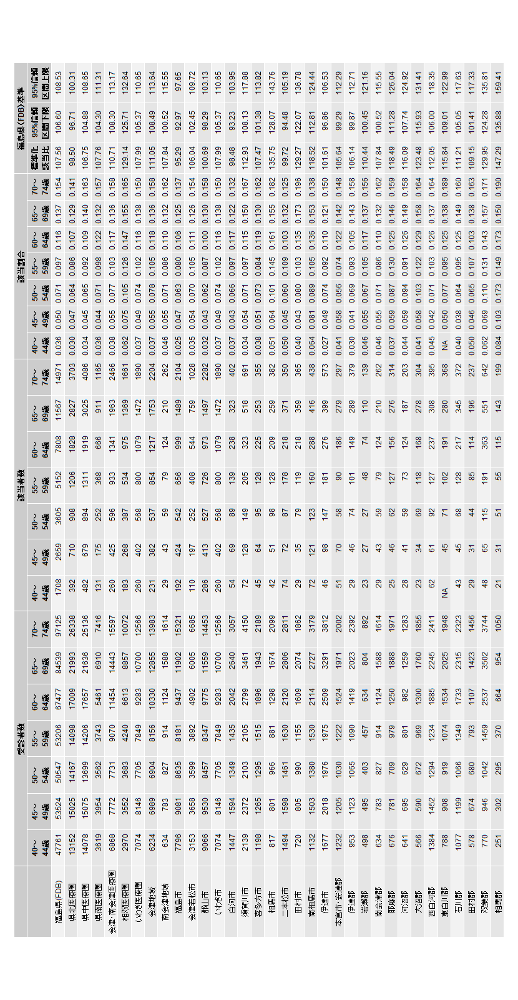 受診者数 該当者数 該当割合 福島県(FDB)基準
40～44歳 45～49歳 50～54歳 55～59歳 60～64歳 65～69歳 70～74歳 40～44歳 45～49歳 50～54歳 55～59歳 60～64歳 65～69歳 70～74歳 40～44歳 45～49歳 50～54歳 55～59歳 60～64歳 65～69歳 70～74歳 標準化該当比 95%信頼区間下限 95%信頼区間上限
福島県(FDB) 47761 53524 50547 53206 67477 84539 97125 1708 2659 3605 5152 7808 11567 14971 0.036 0.050 0.071 0.097 0.116 0.137 0.154 107.56 106.60 108.53
県北医療圏 13152 15025 14167 14098 17009 21993 26338 392 710 908 1206 1828 2827 3703 0.030 0.047 0.064 0.086 0.107 0.129 0.141 98.50 96.71 100.31
県中医療圏 14078 15075 13699 14206 17657 21636 25136 482 679 894 1311 1919 3025 4086 0.034 0.045 0.065 0.092 0.109 0.140 0.163 106.75 104.88 108.65
県南医療圏 3619 3954 3562 3743 5461 6910 7416 131 175 252 368 666 911 1165 0.036 0.044 0.071 0.098 0.122 0.132 0.157 107.76 104.30 111.31
会津・南会津医療圏 6868 7772 7731 9070 11454 14443 15597 260 425 596 933 1341 1963 2466 0.038 0.055 0.077 0.103 0.117 0.136 0.158 110.71 108.30 113.17
相双医療圏 2970 3552 3683 4240 6613 8857 10072 183 268 387 534 975 1369 1661 0.062 0.075 0.105 0.126 0.147 0.155 0.165 129.14 125.71 132.64
いわき医療圏 7074 8146 7705 7849 9283 10700 12566 260 402 568 800 1079 1472 1890 0.037 0.049 0.074 0.102 0.116 0.138 0.150 107.99 105.37 110.65
会津地域 6234 6989 6904 8156 10330 12855 13983 231 382 537 854 1217 1753 2204 0.037 0.055 0.078 0.105 0.118 0.136 0.158 111.05 108.49 113.64
南会津地域 634 783 827 914 1124 1588 1614 29 43 59 79 124 210 262 0.046 0.055 0.071 0.086 0.110 0.132 0.162 107.84 100.52 115.55
福島市 7796 9081 8635 8181 9437 11902 15321 192 424 542 656 999 1489 2104 0.025 0.047 0.063 0.080 0.106 0.125 0.137 95.29 92.97 97.65
会津若松市 3153 3658 3599 3892 4902 6005 6685 110 197 252 408 544 759 1028 0.035 0.054 0.070 0.105 0.111 0.126 0.154 106.04 102.45 109.72
郡山市 9066 9530 8457 8347 9775 11559 14453 286 413 527 726 973 1497 2282 0.032 0.043 0.062 0.087 0.100 0.130 0.158 100.69 98.29 103.13
いわき市 7074 8146 7705 7849 9283 10700 12566 260 402 568 800 1079 1472 1890 0.037 0.049 0.074 0.102 0.116 0.138 0.150 107.99 105.37 110.65
白河市 1447 1594 1349 1435 2042 2640 3057 54 69 89 139 238 323 402 0.037 0.043 0.066 0.097 0.117 0.122 0.132 98.48 93.23 103.95
須賀川市 2139 2372 2103 2105 2799 3461 4150 72 128 149 205 323 518 691 0.034 0.054 0.071 0.097 0.115 0.150 0.167 112.93 108.13 117.88
喜多方市 1198 1265 1295 1515 1896 1943 2189 45 64 95 128 225 253 355 0.038 0.051 0.073 0.084 0.119 0.130 0.162 107.47 101.38 113.82
相馬市 817 801 966 881 1298 1674 2099 42 51 98 128 209 259 382 0.051 0.064 0.101 0.145 0.161 0.155 0.182 135.75 128.07 143.76
二本松市 1494 1598 1461 1630 2120 2806 2811 74 72 87 178 218 371 350 0.050 0.045 0.060 0.109 0.103 0.132 0.125 99.72 94.48 105.19
田村市 720 805 990 1155 1609 2074 1862 29 35 79 119 218 359 365 0.040 0.043 0.080 0.103 0.135 0.173 0.196 129.27 122.07 136.78
南相馬市 1132 1503 1380 1530 2114 2727 3179 72 121 123 160 288 416 438 0.064 0.081 0.089 0.105 0.136 0.153 0.138 118.52 112.81 124.44
伊達市 1677 2018 1976 1975 2509 3291 3812 46 98 147 181 276 399 573 0.027 0.049 0.074 0.092 0.110 0.121 0.150 101.61 96.86 106.53
本宮市・安達郡 1232 1205 1030 1222 1524 1971 2002 51 70 58 90 186 279 297 0.041 0.058 0.056 0.074 0.122 0.142 0.148 105.64 99.29 112.29
伊達郡 953 1123 1065 1090 1419 2023 2392 29 46 74 101 149 289 379 0.030 0.041 0.069 0.093 0.105 0.143 0.158 106.14 99.87 112.71
岩瀬郡 498 495 403 457 634 804 892 23 27 27 48 74 110 139 0.046 0.055 0.067 0.105 0.117 0.137 0.156 110.44 100.45 121.16
南会津郡 634 783 827 914 1124 1588 1614 29 43 59 79 124 210 262 0.046 0.055 0.071 0.086 0.110 0.132 0.162 107.84 100.52 115.55
耶麻郡 676 781 709 979 1250 1888 1971 25 46 62 127 156 276 314 0.037 0.059 0.087 0.130 0.125 0.146 0.159 118.49 111.28 126.04
河沼郡 641 695 629 801 982 1259 1283 28 41 59 73 124 187 203 0.044 0.059 0.094 0.091 0.126 0.149 0.158 116.09 107.74 124.92
大沼郡 566 590 672 969 1300 1760 1855 23 34 69 118 168 278 304 0.041 0.058 0.103 0.122 0.129 0.158 0.164 123.48 115.93 131.41
西白河郡 1384 1452 1294 1234 1885 2245 2411 62 61 92 127 237 308 395 0.045 0.042 0.071 0.103 0.126 0.137 0.164 112.05 106.00 118.35
東白川郡 788 908 919 1074 1534 2025 1948 NA 45 71 102 191 280 368 NA 0.050 0.077 0.095 0.125 0.138 0.189 115.84 109.01 122.99
石川郡 1077 1199 1066 1349 1733 2315 2323 43 45 68 128 217 345 372 0.040 0.038 0.064 0.095 0.125 0.149 0.160 111.21 105.05 117.63
田村郡 578 674 680 793 1107 1423 1456 29 31 44 85 114 196 237 0.050 0.046 0.065 0.107 0.103 0.138 0.163 109.15 101.41 117.33
双葉郡 770 946 1042 1459 2537 3502 3744 48 65 115 191 363 551 642 0.062 0.069 0.110 0.131 0.143 0.157 0.171 129.95 124.28 135.81
相馬郡 251 302 295 370 664 954 1050 21 31 51 55 115 143 199 0.084 0.103 0.173 0.149 0.173 0.150 0.190 147.29 135.88 159.41